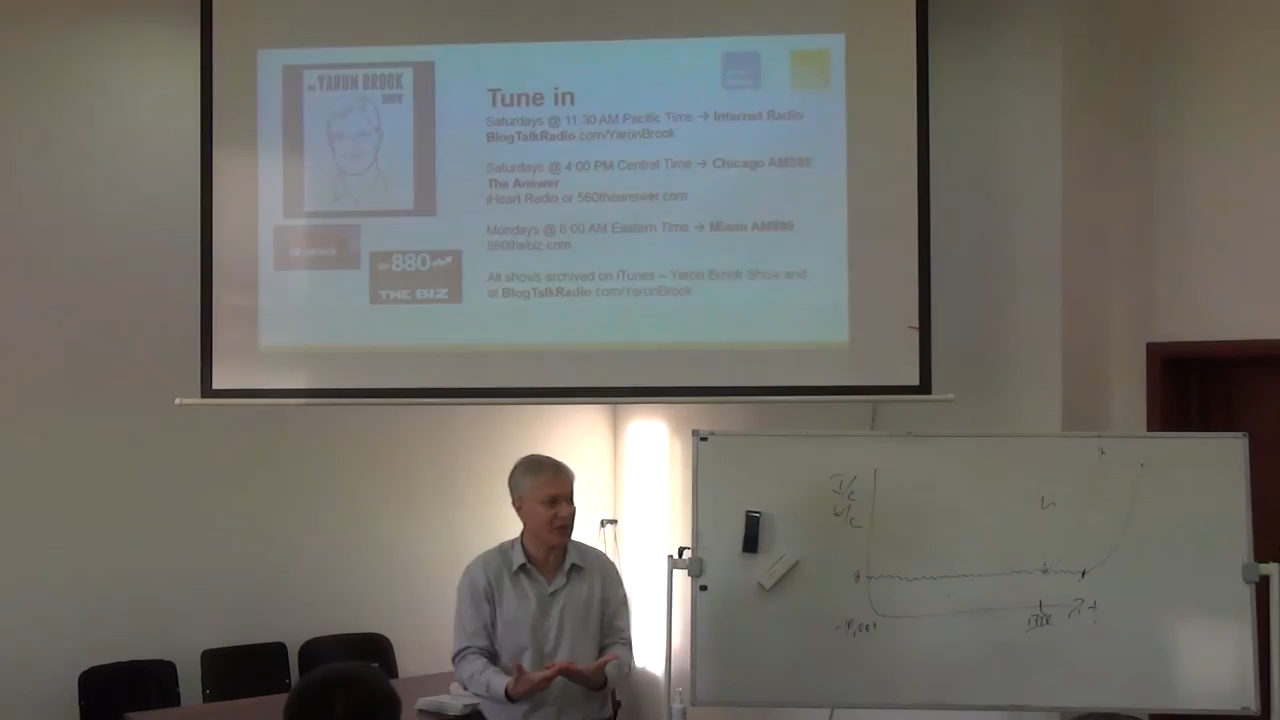 THE YARON BROOK
SHOW
Tune in
Saturdays @ 11:30 AM Pacific Time → Internet Radio
BlogTalkRadio.com/YaronBrook
Saturdays @ 4:00 PM Central Time → Chicago AM560
The Answer
iHeart Radio or 560theanswer.com
Mondays @ 6:00 AM Eastern Time → Miami AM880
880thebiz.com
All shows archived on iTunes – Yaron Brook Show and
at BlogTalkRadio.com/YaronBrook
880
THE BIZ
I/C
W/C